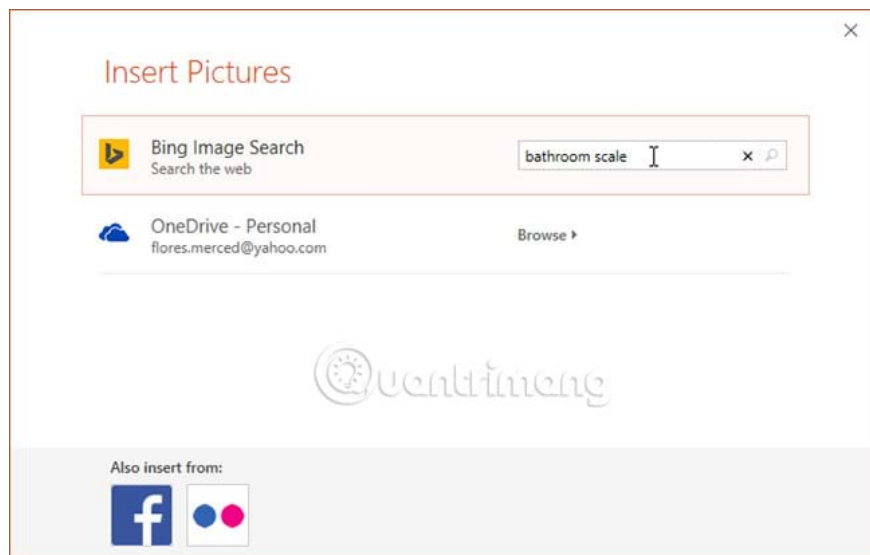 Insert Pictures
Bing Image Search
Search the web
bathroom scale
OneDrive - Personal
flores.merced@yahoo.com
Browse
Quantrimang
Also insert from: